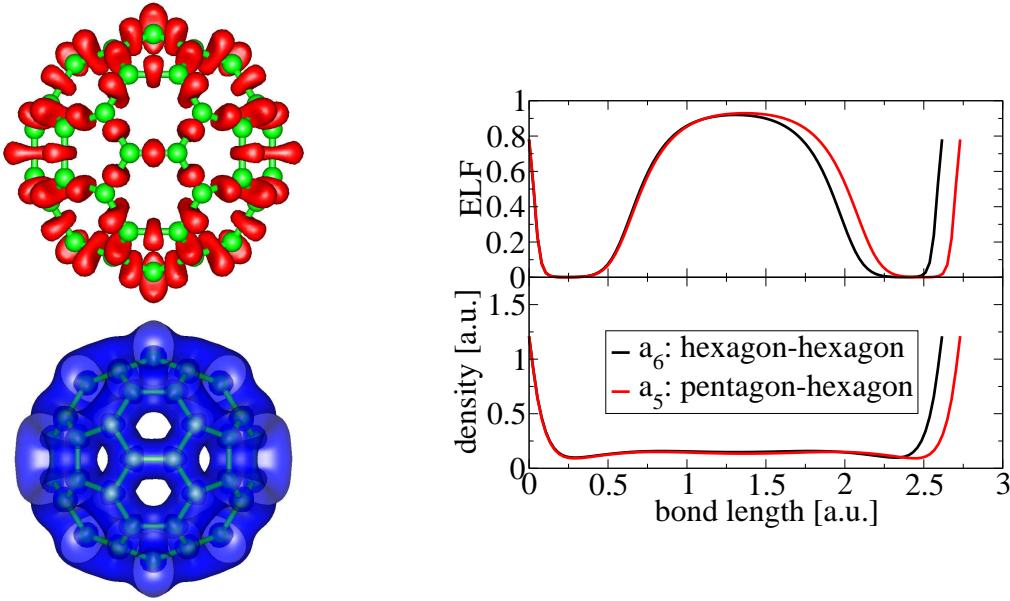 1
0.8
0.6
0.4
0.2
0
ELF
1.5
1
0.5
0
density [a.u.]
a6: hexagon-hexagon
a5: pentagon-hexagon
0 0.5 1 1.5 2 2.5 3
bond length [a.u.]